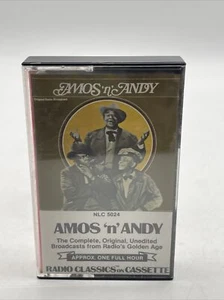 AMOS 'n' ANDY
NLC 5024
AMOS 'n' ANDY
The Complete, Original, Unedited
Broadcasts from Radio's Golden Age
APPROX. ONE FULL HOUR
RADIO CLASSICS ON CASSETTE